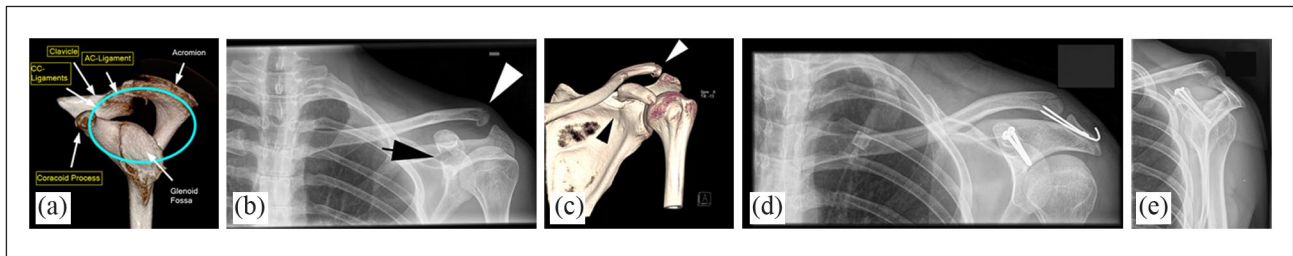 Clavicle
AC-Ligament
Acromion
CC-
Ligaments
Coracoid Process
Glenoid
Fossa
(a)
(b)
(c)
A
(d)
(e)